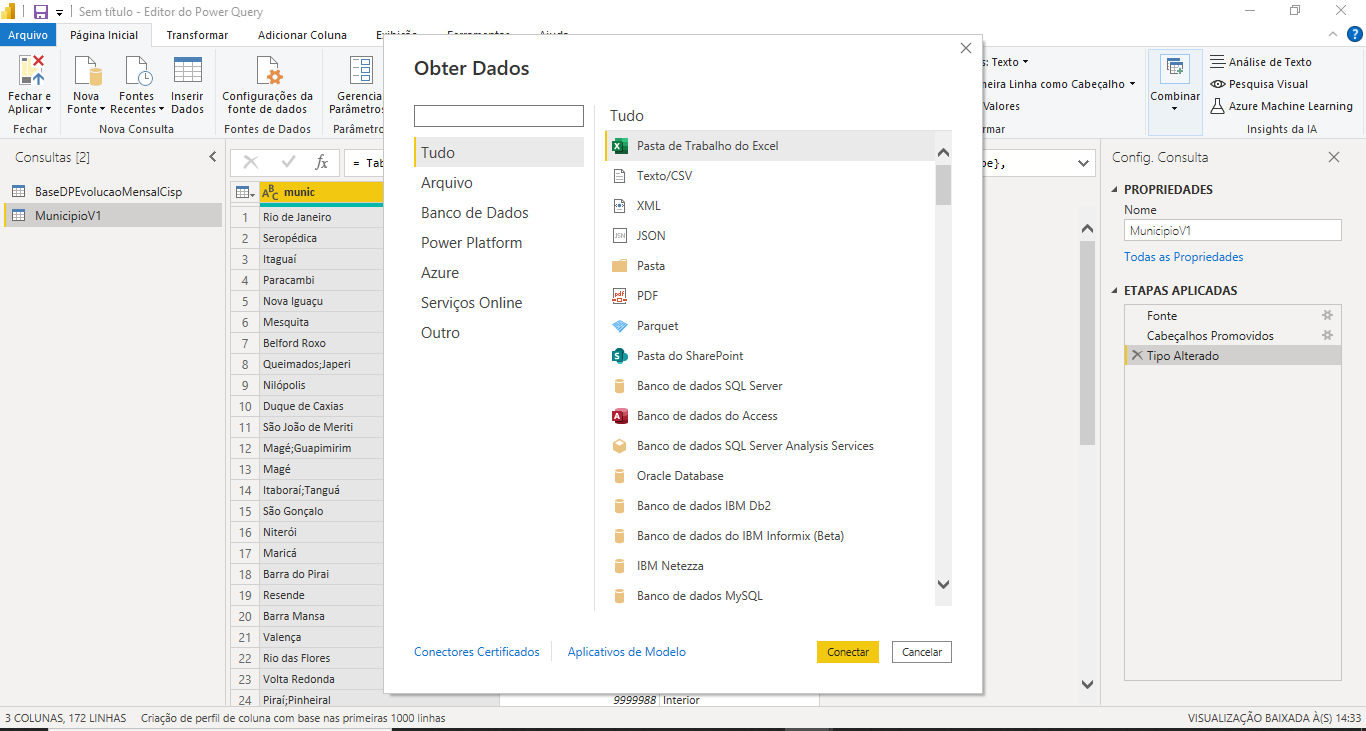 Sem título - Editor do Power Query
Arquivo
Página Inicial
Transformar
Adicionar Coluna
Fechar e
Aplicar
Nova
Fonte
Fontes
Recentes
Inserir
Dados
Configurações da
fonte de dados
Gerencia
Parâmetros
: Texto
neira Linha como Cabeçalho
Valores
Combinar
Análise de Texto
Pesquisa Visual
Azure Machine Learning
Fechar
Nova Consulta
Fontes de Dados
Parâmetro
rmar
Insights da IA
Consultas [2]
BaseDPEvolucaoMensalCisp
MunicipioV1
fx
= Tab
pe},
ABC munic
1 Rio de Janeiro
2 Seropédica
3 Itaguaí
4 Paracambi
5 Nova Iguaçu
6 Mesquita
7 Belford Roxo
8 Queimados;Japeri
9 Nilópolis
10 Duque de Caxias
11 São João de Meriti
12 Magé;Guapimirim
13 Magé
14 Itaboraí;Tanguá
15 São Gonçalo
16 Niterói
17 Maricá
18 Barra do Pirai
19 Resende
20 Barra Mansa
21 Valença
22 Rio das Flores
23 Volta Redonda
24 Piraí;Pinheiral
9999988 Interior
Obter Dados
Tudo
Arquivo
Banco de Dados
Power Platform
Azure
Serviços Online
Outro
Tudo
Pasta de Trabalho do Excel
Texto/CSV
XML
JSON
Pasta
PDF
Parquet
Pasta do SharePoint
Banco de dados SQL Server
Banco de dados do Access
Banco de dados SQL Server Analysis Services
Oracle Database
Banco de dados IBM Db2
Banco de dados do IBM Informix (Beta)
IBM Netezza
Banco de dados MySQL
Conectores Certificados
Aplicativos de Modelo
Conectar
Cancelar
Config. Consulta
PROPRIEDADES
Nome
MunicipioV1
Todas as Propriedades
ETAPAS APLICADAS
Fonte
Cabeçalhos Promovidos
Tipo Alterado
3 COLUNAS, 172 LINHAS
Criação de perfil de coluna com base nas primeiras 1000 linhas
VISUALIZAÇÃO BAIXADA À(S) 14:33